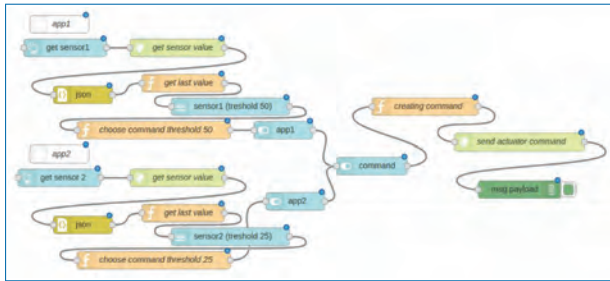 app1
get sensor1
get sensor value
json
get last value
sensor1 (treshold 50)
choose command threshold 50
app1
app2
get sensor 2
get sensor value
json
get last value
sensor2 (treshold 25)
choose command threshold 25
app2
command
creating command
send actuator command
msg.payload